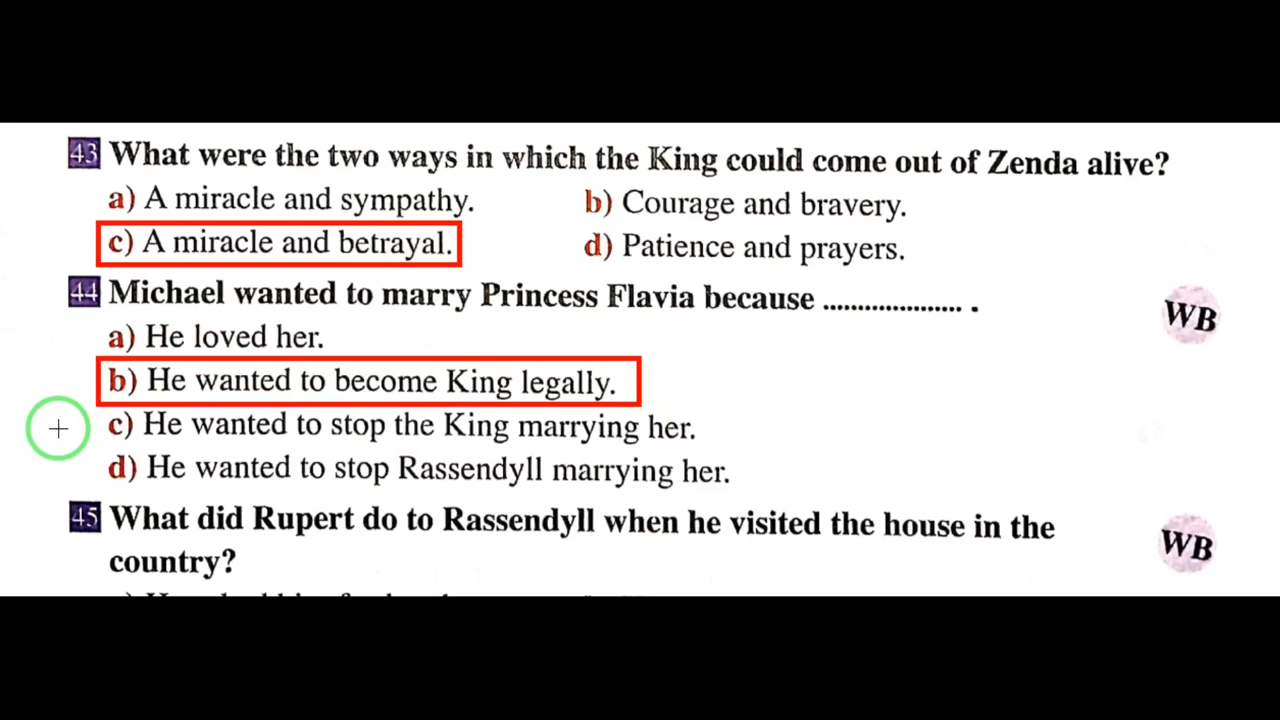 43 What were the two ways in which the King could come out of Zenda alive?
a) A miracle and sympathy. b) Courage and bravery.
c) A miracle and betrayal. d) Patience and prayers.
44 Michael wanted to marry Princess Flavia because .................... . WB
a) He loved her.
b) He wanted to become King legally.
c) He wanted to stop the King marrying her.
d) He wanted to stop Rassendyll marrying her.
45 What did Rupert do to Rassendyll when he visited the house in the WB
country?